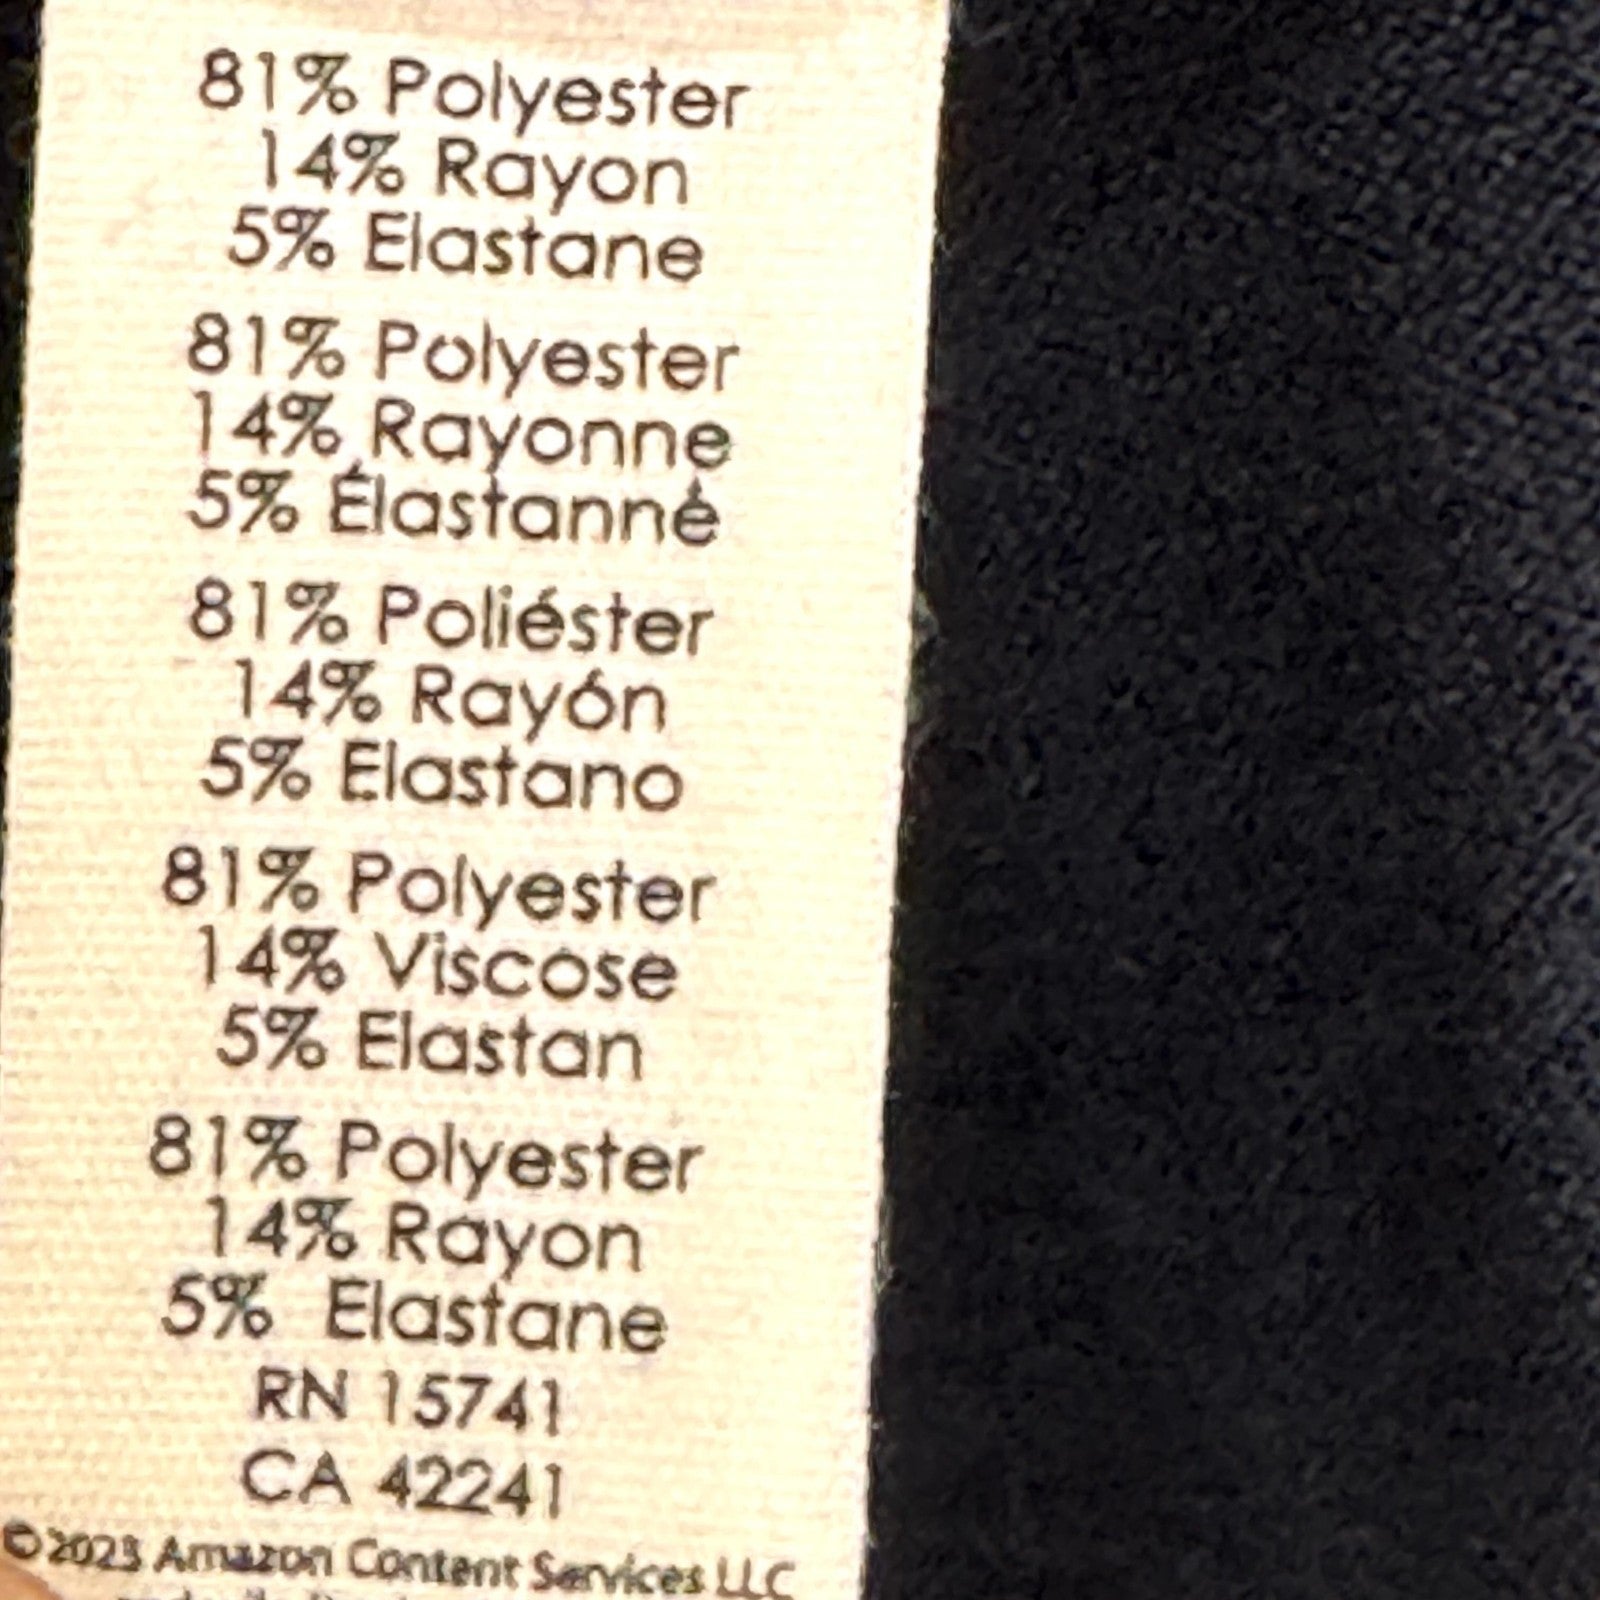 81% Polyester
14% Rayon
5% Elastane
81% Polyester
14% Rayonne
5% Élastanné
81% Poliéster
14% Rayón
5% Elastano
81% Polyester
14% Viscose
5% Elastan
81% Polyester
14% Rayon
5% Elastane
RN 15741
CA 42241
©2023 Amazon Content Services LLC